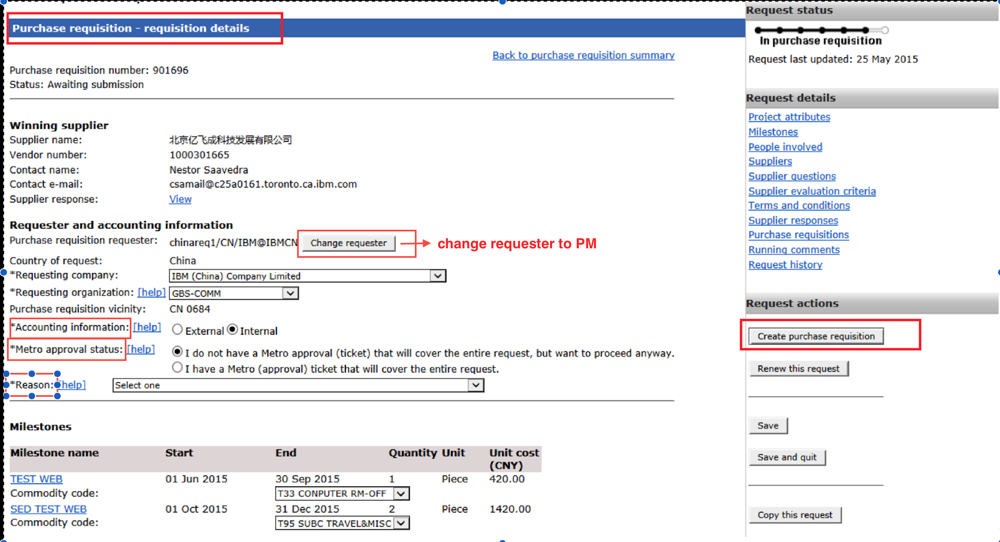 Purchase requisition - requisition details
Back to purchase requisition summary
Purchase requisition number: 901696
Status: Awaiting submission
Winning supplier
Supplier name: 北京亿飞成科技发展有限公司
Vendor number: 1000301665
Contact name: Nestor Saavedra
Contact e-mail: csamail@c25a0161.toronto.ca.ibm.com
Supplier response: View
Requester and accounting information
Purchase requisition requester: chinareq1/CN/IBM@IBMCN Change requester change requester to PM
Country of request: China
*Requesting company: IBM (China) Company Limited
*Requesting organization: [help] GBS-COMM
Purchase requisition vicinity: CN 0684
*Accounting information: [help] External Internal
*Metro approval status: [help] I do not have a Metro approval (ticket) that will cover the entire request, but want to proceed anyway.
I have a Metro (approval) ticket that will cover the entire request.
*Reason: [help] Select one
Milestones
Milestone name Start End Quantity Unit Unit cost
(CNY)
TEST WEB 01 Jun 2015 30 Sep 2015 1 Piece 420.00
Commodity code: T33 CONPUTER RM-OFF
SED TEST WEB 01 Oct 2015 31 Dec 2015 2 Piece 1420.00
Commodity code: T95 SUBC TRAVEL&MISC
Request status
In purchase requisition
Request last updated: 25 May 2015
Request details
Project attributes
Milestones
People involved
Suppliers
Supplier questions
Supplier evaluation criteria
Terms and conditions
Supplier responses
Purchase requisitions
Running comments
Request history
Request actions
Create purchase requisition
Renew this request
Save
Save and quit
Copy this request